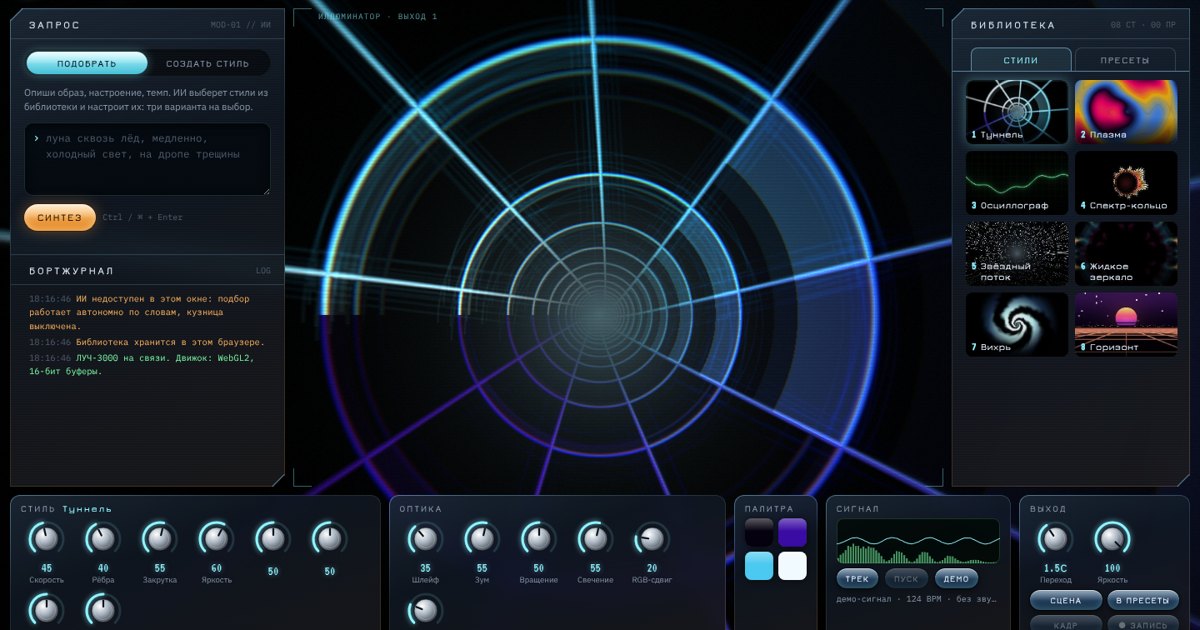 ЗАПРОС
MOD-01 // ИИ
ПОДОБРАТЬ
СОЗДАТЬ СТИЛЬ
Опиши образ, настроение, темп. ИИ выберет стили из
библиотеки и настроит их: три варианта на выбор.
› луна сквозь лёд, медленно,
холодный свет, на дропе трещины
СИНТЕЗ
Ctrl / ⌘ + Enter
БОРТЖУРНАЛ
LOG
18:16:46 ИИ недоступен в этом окне: подбор
работает автономно по словам, кузница
выключена.
18:16:46 Библиотека хранится в этом браузере.
18:16:46 ЛУЧ-3000 на связи. Движок: WebGL2,
16-бит буферы.
ИЛЛЮМИНАТОР · ВЫХОД 1
БИБЛИОТЕКА
08 СТ · 00 ПР
СТИЛИ
ПРЕСЕТЫ
1 Туннель
2 Плазма
3 Осциллограф
4 Спектр-кольцо
5 Звёздный
поток
6 Жидкое
зеркало
7 Вихрь
8 Горизонт
СТИЛЬ Туннель
45
40
55
60
50
50
Скорость
Рёбра
Закрутка
Яркость
ОПТИКА
35
55
50
55
20
Шлейф
Зум
Вращение
Свечение
RGB-сдвиг
ПАЛИТРА
СИГНАЛ
ТРЕК
ПУСК
ДЕМО
демо-сигнал · 124 BPM · без зву…
ВЫХОД
1.5С
100
Переход
Яркость
СЦЕНА
В ПРЕСЕТЫ
КАДР
● ЗАПИСЬ